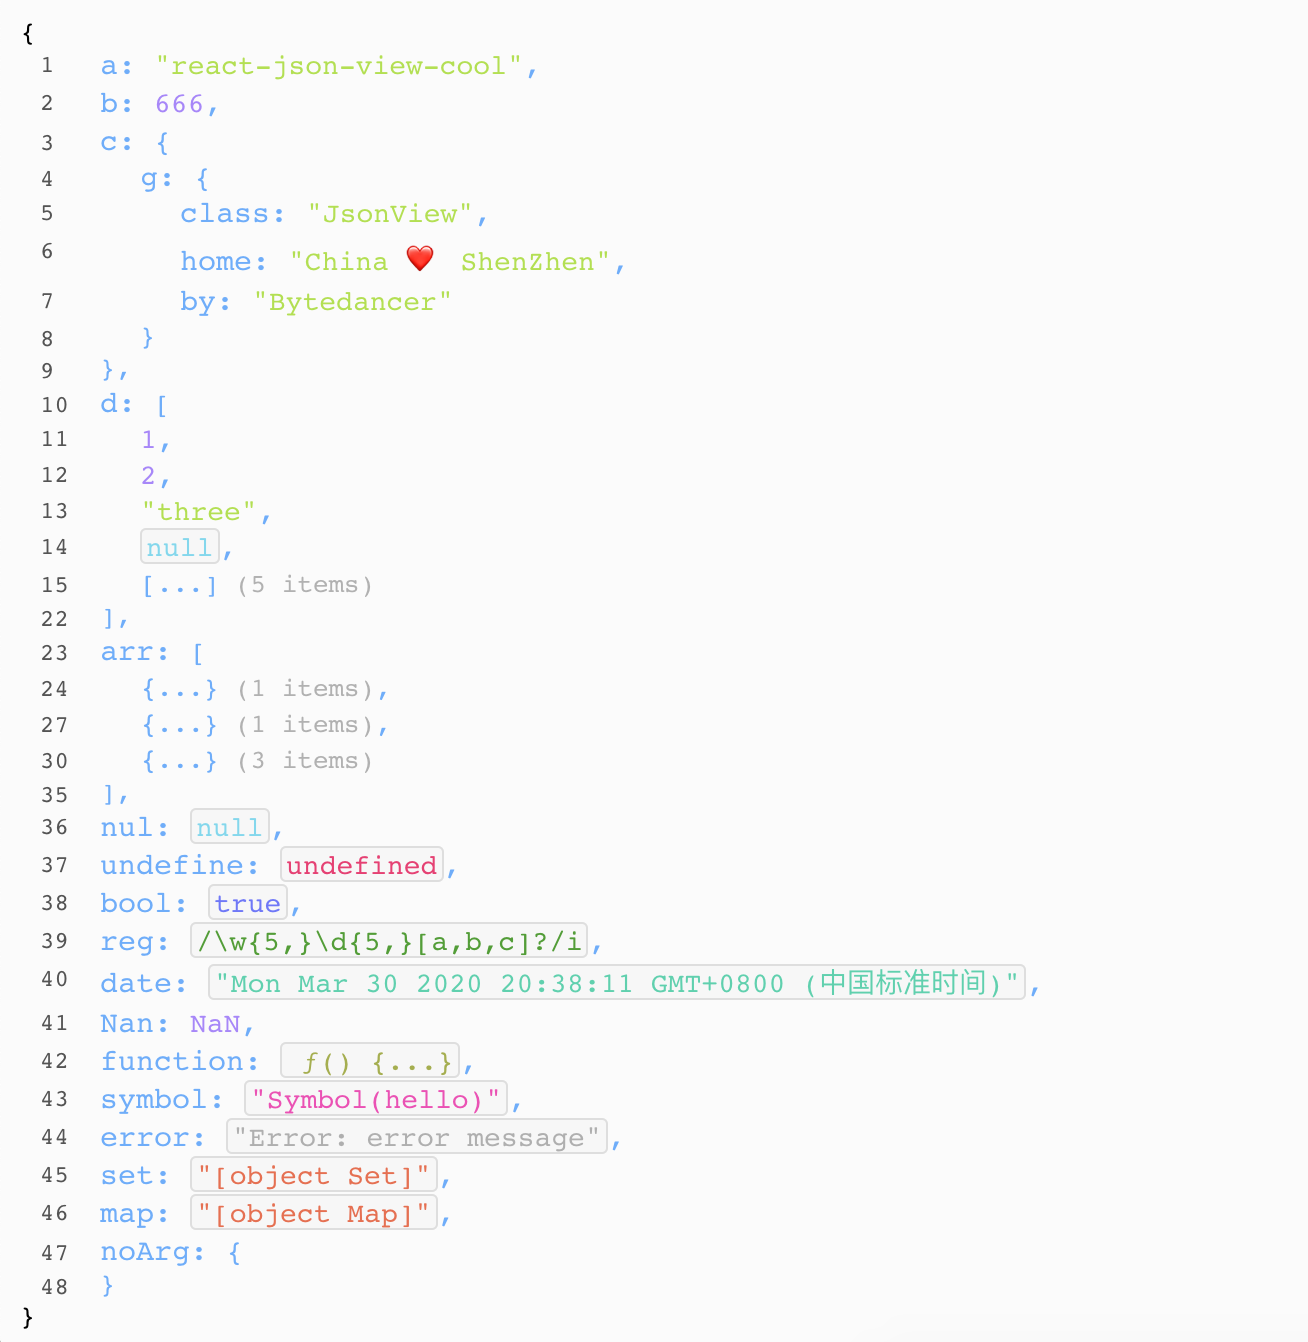 {
1 a: "react-json-view-cool",
2 b: 666,
3 c: {
4 g: {
5 class: "JsonView",
6 home: "China ❤️ ShenZhen",
7 by: "Bytedancer"
8 }
9 },
10 d: [
11 1,
12 2,
13 "three",
14 null,
15 [...] (5 items)
22 ],
23 arr: [
24 {...} (1 items),
27 {...} (1 items),
30 {...} (3 items)
35 ],
36 nul: null,
37 undefine: undefined,
38 bool: true,
39 reg: /\w{5,}\d{5,}[a,b,c]?/i,
40 date: "Mon Mar 30 2020 20:38:11 GMT+0800 (中国标准时间)",
41 Nan: NaN,
42 function: ƒ() {...},
43 symbol: "Symbol(hello)",
44 error: "Error: error message",
45 set: "[object Set]",
46 map: "[object Map]",
47 noArg: {
48 }
}